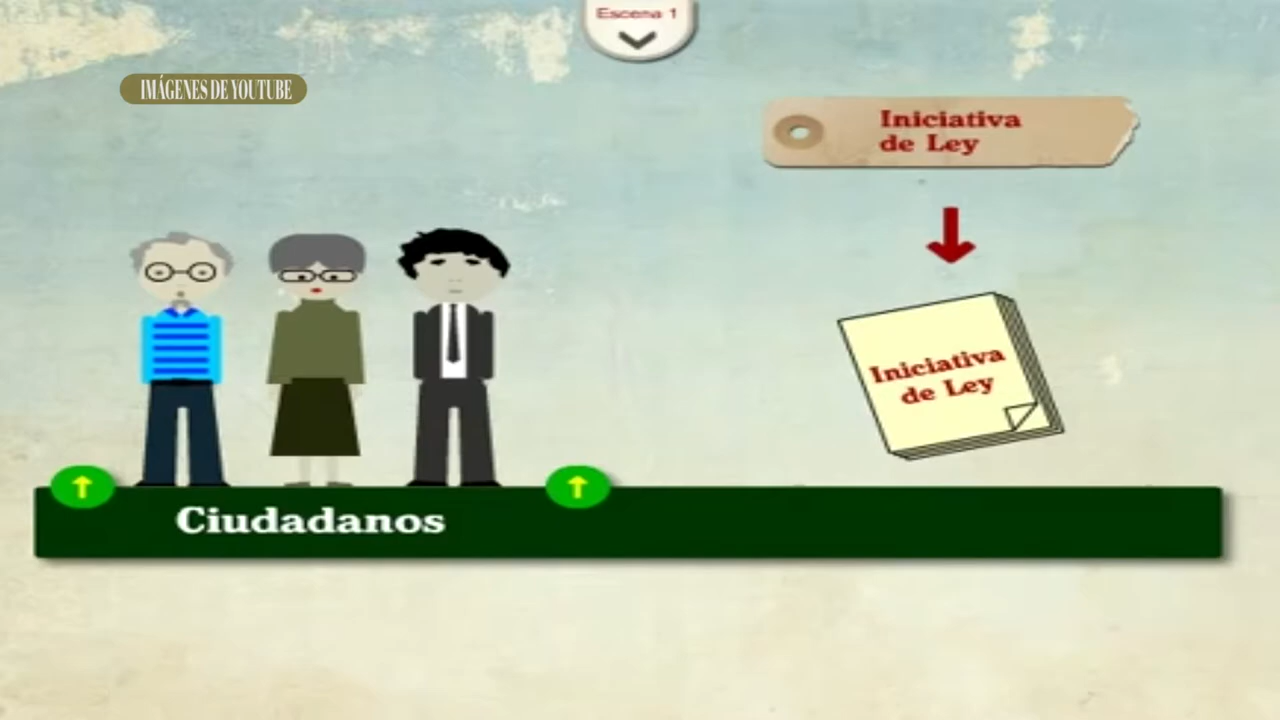 Escena 1
IMÁGENES DE YOUTUBE
Iniciativa
de Ley
Iniciativa
de Ley
Ciudadanos